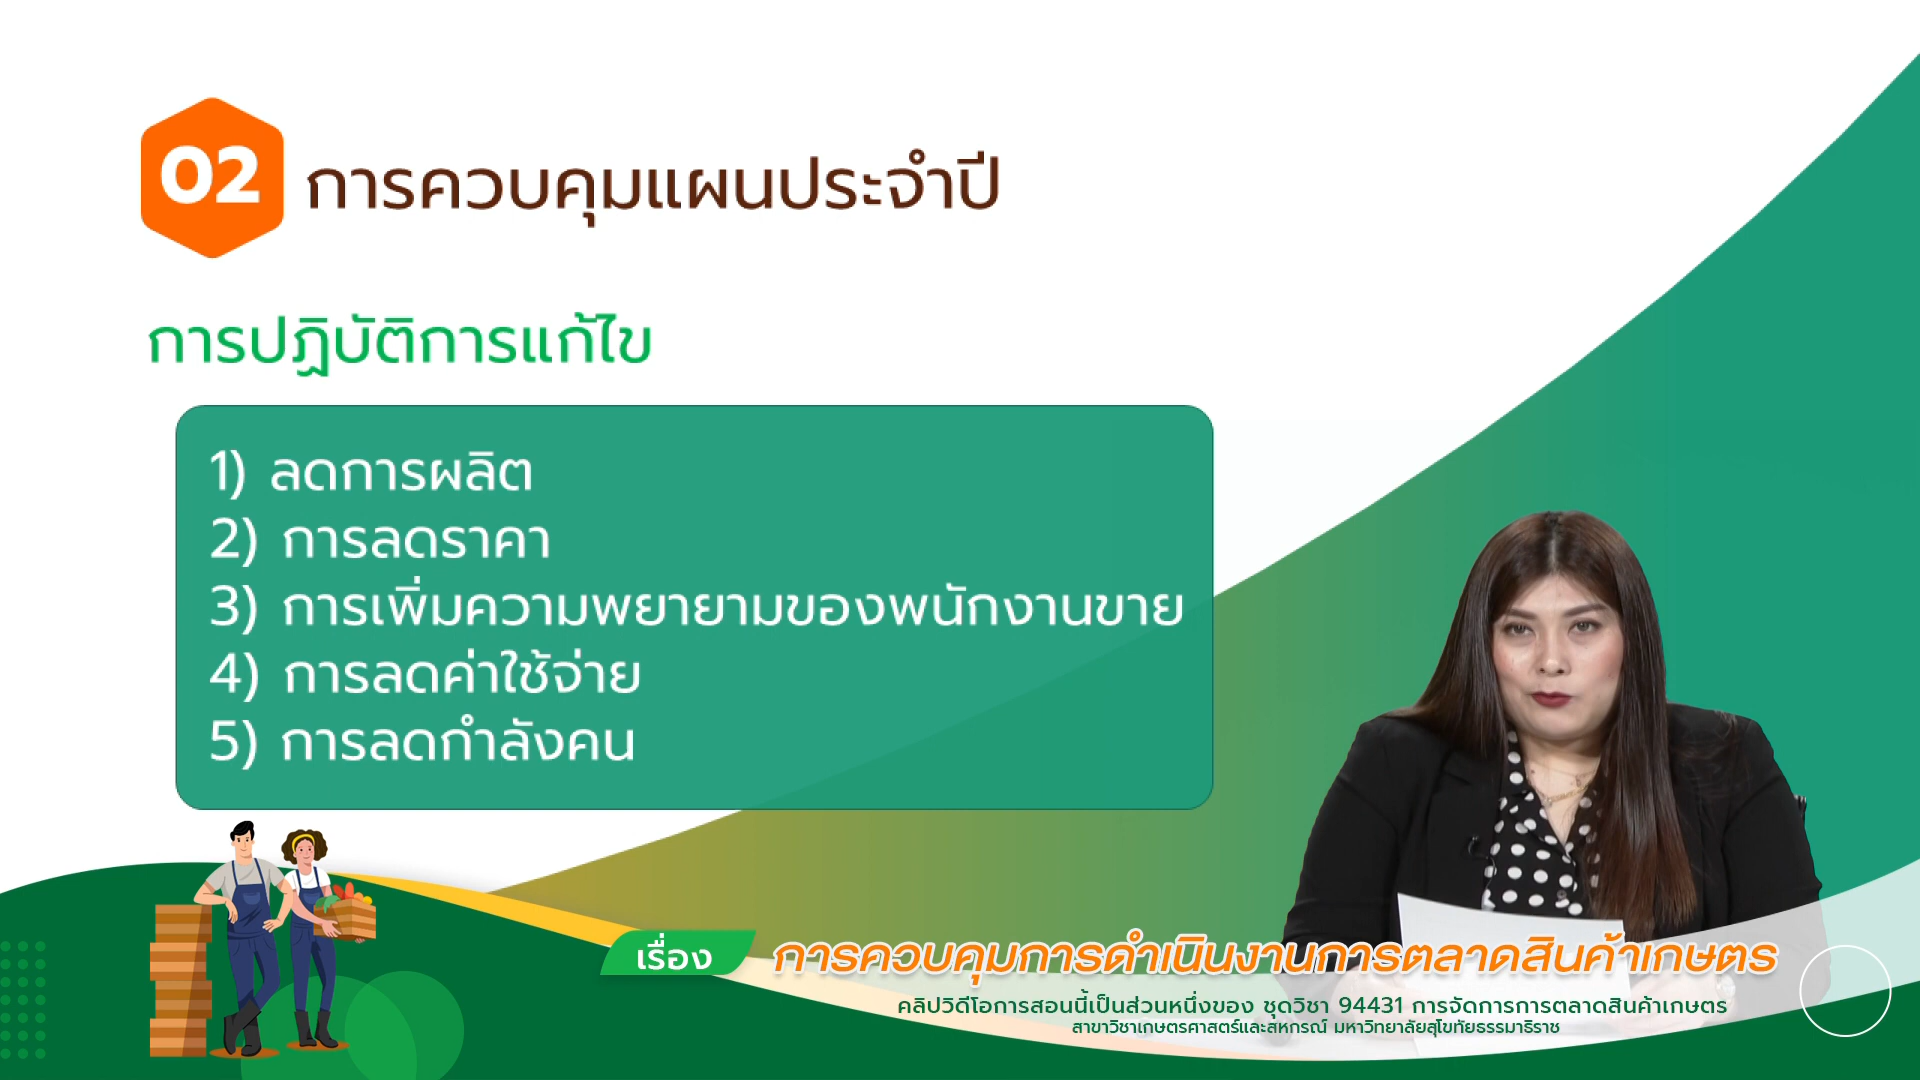 02 การควบคุมแผนประจำปี
การปฏิบัติการแก้ไข
1) ลดการผลิต
2) การลดราคา
3) การเพิ่มความพยายามของพนักงานขาย
4) การลดค่าใช้จ่าย
5) การลดกำลังคน
เรื่อง การควบคุมการดำเนินงานการตลาดสินค้าเกษตร
คลิปวิดีโอการสอนนี้เป็นส่วนหนึ่งของ ชุดวิชา 94431 การจัดการการตลาดสินค้าเกษตร
สาขาวิชาเกษตรศาสตร์และสหกรณ์ มหาวิทยาลัยสุโขทัยธรรมาธิราช